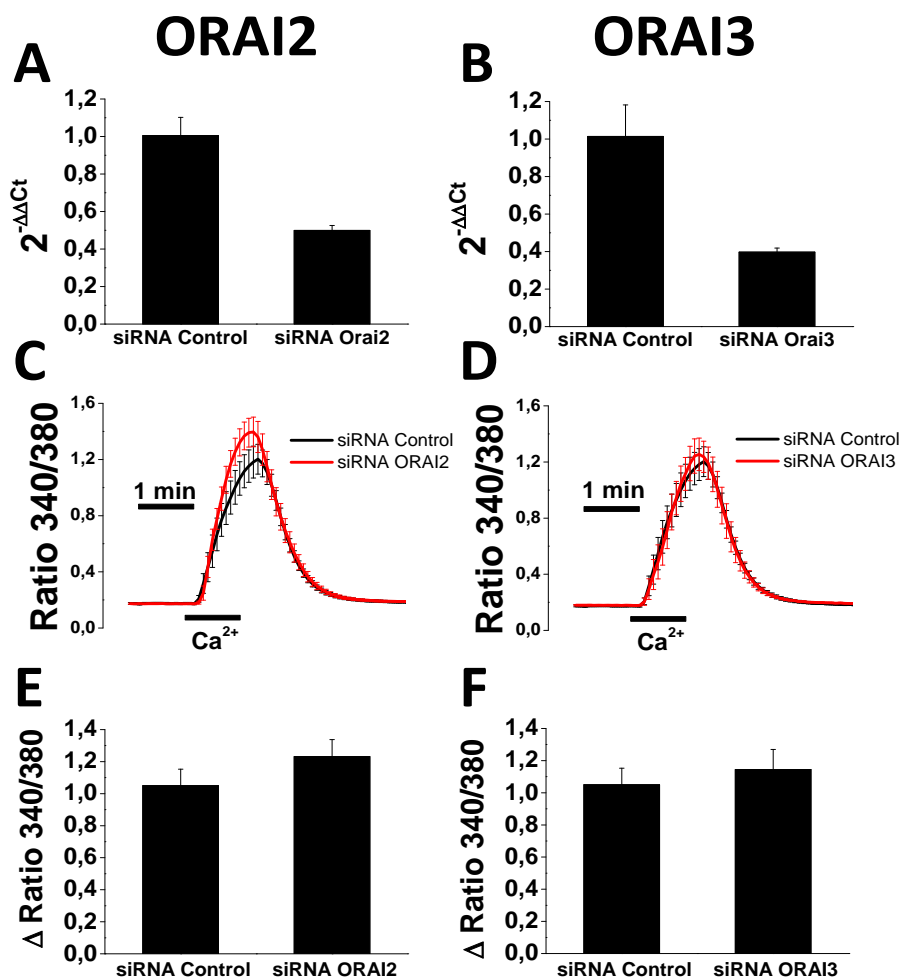 ORAI2
ORAI3
A
B
2^-ΔΔCt
1,2
1,0
0,8
0,6
0,4
0,2
0,0
siRNA Control
siRNA Orai2
2^-ΔΔCt
1,2
1,0
0,8
0,6
0,4
0,2
0,0
siRNA Control
siRNA Orai3
C
D
Ratio 340/380
1,6
1,2
0,8
0,4
0,0
siRNA Control
siRNA ORAI2
1 min
Ca2+
Ratio 340/380
1,6
1,2
0,8
0,4
0,0
siRNA Control
siRNA ORAI3
1 min
Ca2+
E
F
Δ Ratio 340/380
1,4
1,2
1,0
0,8
0,6
0,4
0,2
0,0
siRNA Control
siRNA ORAI2
Δ Ratio 340/380
1,4
1,2
1,0
0,8
0,6
0,4
0,2
0,0
siRNA Control
siRNA ORAI3